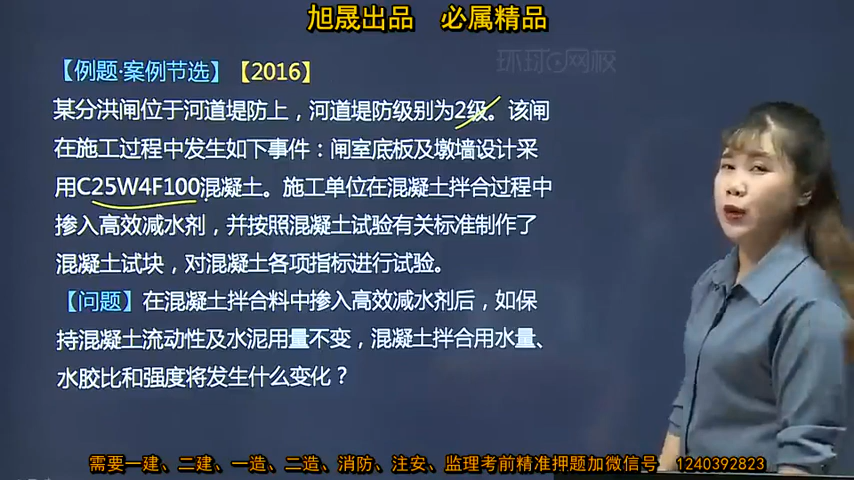 旭晟出品 必属精品
环球网校
【例题·案例节选】【2016】
某分洪闸位于河道堤防上，河道堤防级别为2级。该闸
在施工过程中发生如下事件：闸室底板及墩墙设计采
用C25W4F100混凝土。施工单位在混凝土拌合过程中
掺入高效减水剂，并按照混凝土试验有关标准制作了
混凝土试块，对混凝土各项指标进行试验。
【问题】在混凝土拌合料中掺入高效减水剂后，如保
持混凝土流动性及水泥用量不变，混凝土拌合用水量、
水胶比和强度将发生什么变化？
需要一建、二建、一造、二造、消防、注安、监理考前精准押题加微信号 1240392823